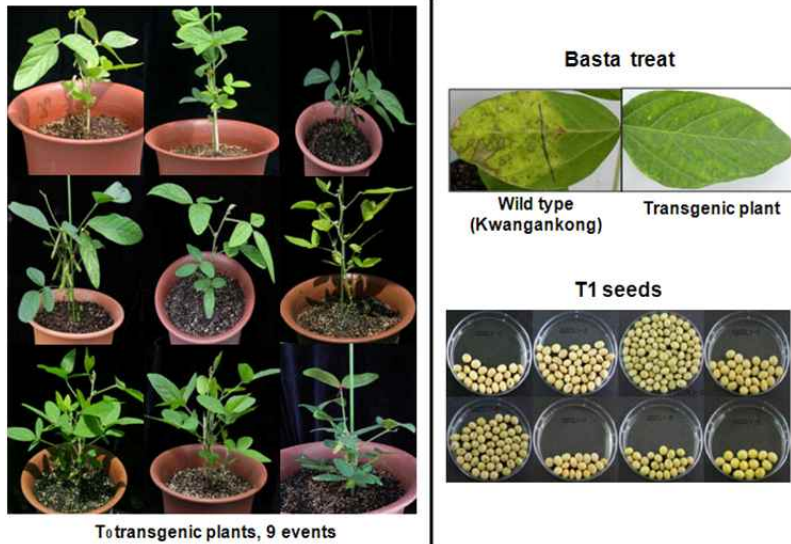 T0 transgenic plants, 9 events
Basta treat
Wild type
(Kwangankong)
Transgenic plant
T1 seeds